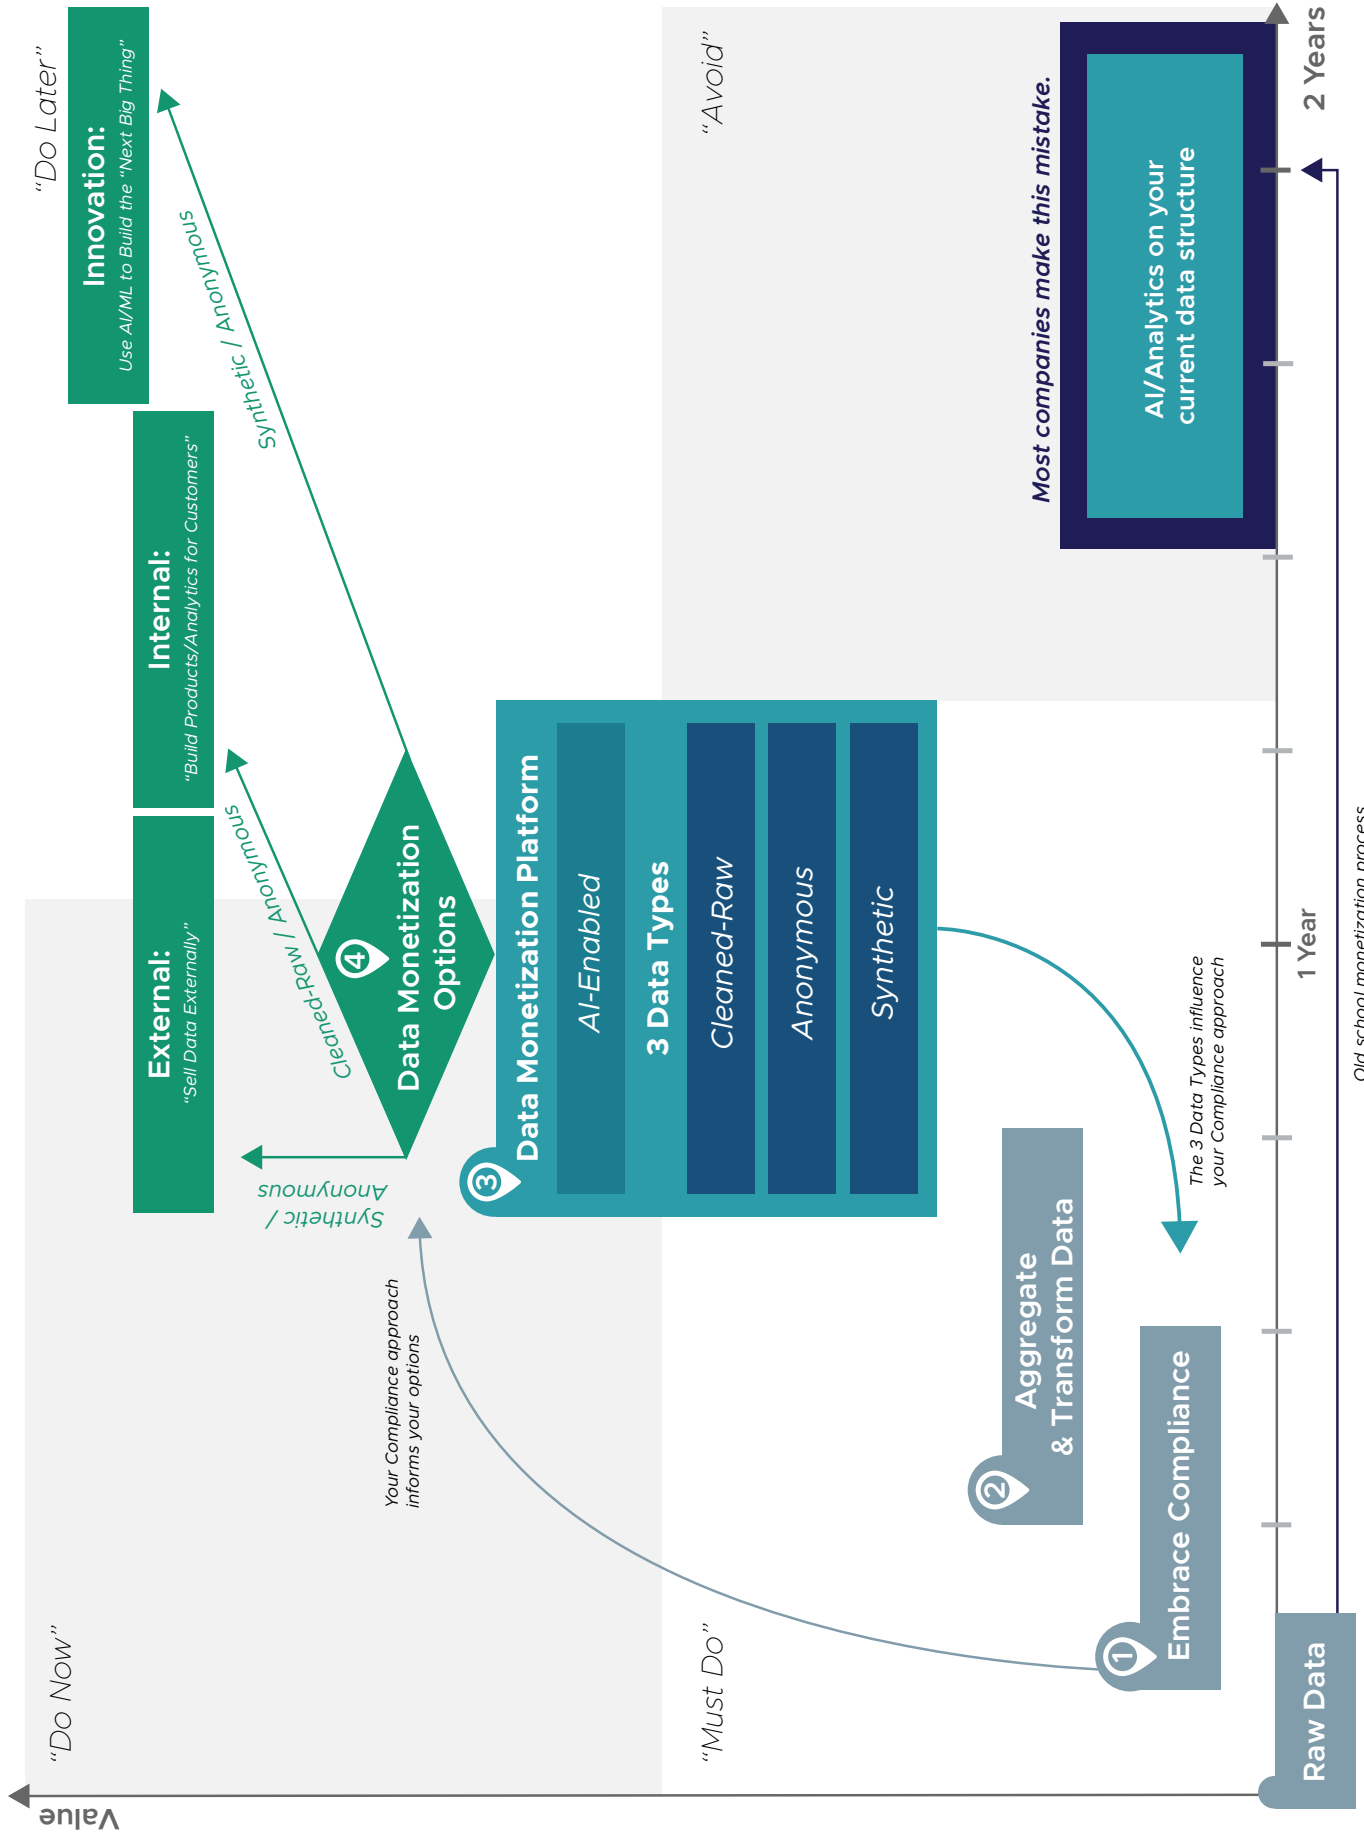 Value
“Do Now”
“Do Later”
External:
“Sell Data Externally”
Internal:
“Build Products/Analytics for Customers”
Innovation:
Use AI/ML to Build the “Next Big Thing”
Synthetic /
Anonymous
Cleaned-Raw / Anonymous
Synthetic / Anonymous
Your Compliance approach
informs your options
4
Data Monetization
Options
3
Data Monetization Platform
AI-Enabled
3 Data Types
Cleaned-Raw
Anonymous
Synthetic
“Must Do”
“Avoid”
2
Aggregate
& Transform Data
1
Embrace Compliance
The 3 Data Types influence
your Compliance approach
Most companies make this mistake.
AI/Analytics on your
current data structure
Raw Data
1 Year
2 Years
Old school monetization process